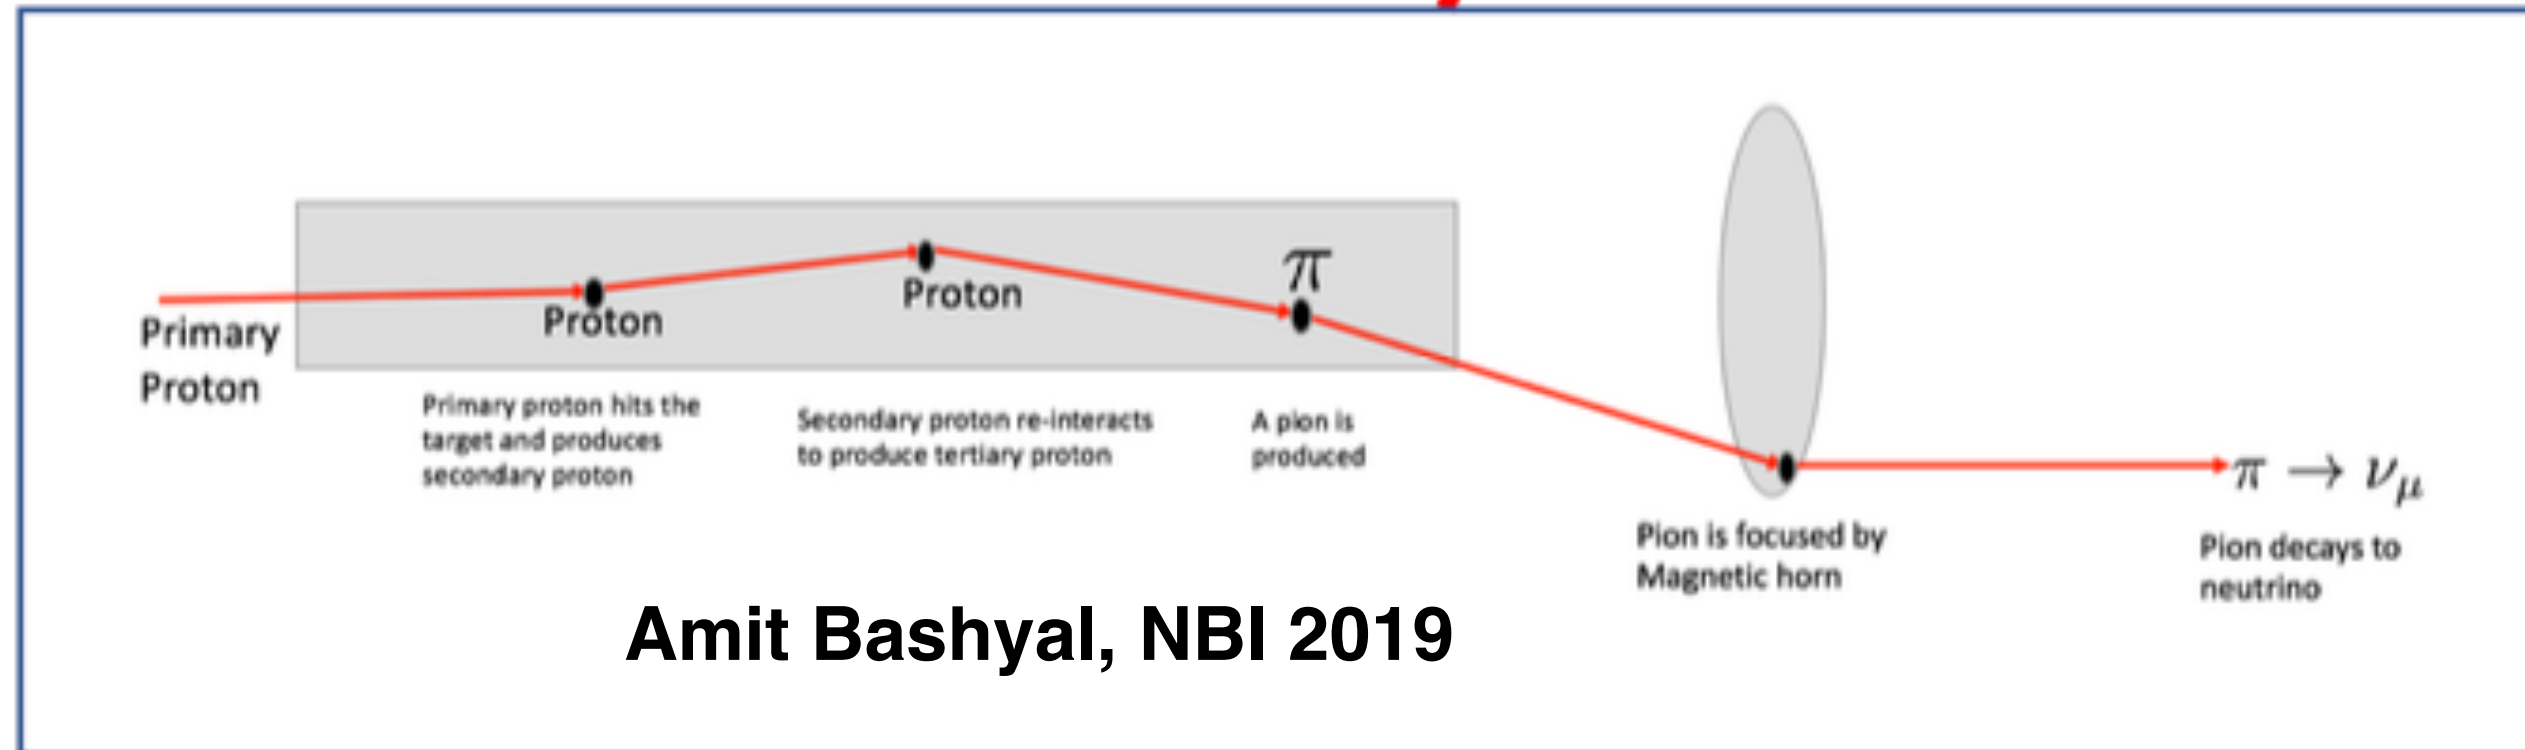 π
Proton
Proton
Primary
Proton
Primary proton hits the
target and produces
secondary proton
Secondary proton re-interacts
to produce tertiary proton
A pion is
produced
π → νμ
Pion is focused by
Magnetic horn
Pion decays to
neutrino
Amit Bashyal, NBI 2019